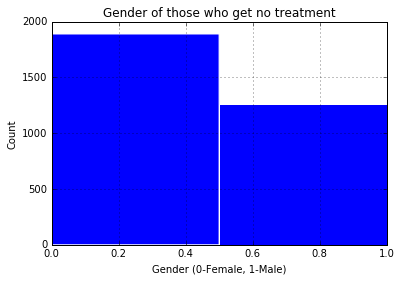 Gender of those who get no treatment
2000
1500
1000
500
0
Count
0.0 0.2 0.4 0.6 0.8 1.0
Gender (0-Female, 1-Male)